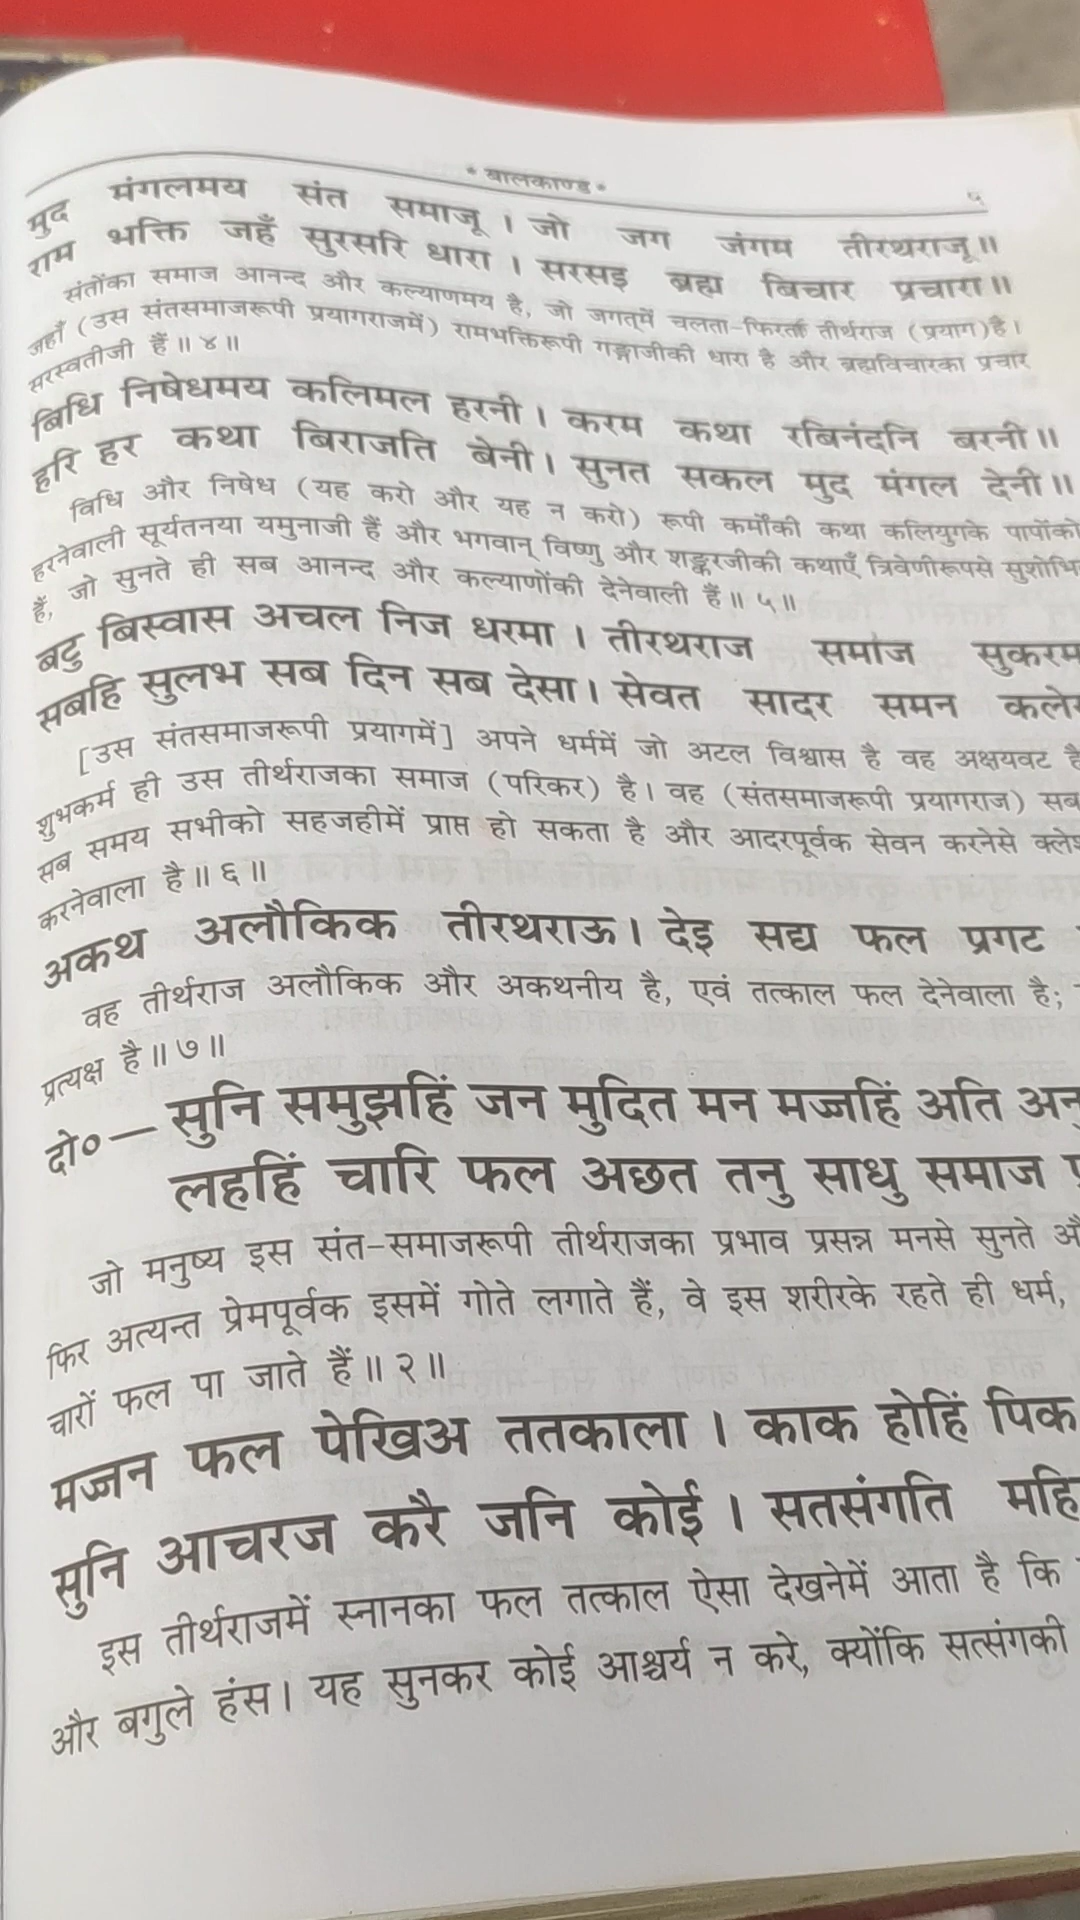 * बालकाण्ड * ५
मुद मंगलमय संत समाजू। जो जग जंगम तीरथराजू॥
राम भक्ति जहँ सुरसरि धारा। सरसइ ब्रह्म बिचार प्रचारा॥
संतोंका समाज आनन्द और कल्याणमय है, जो जगत्‌में चलता-फिरता तीर्थराज (प्रयाग) है।
जहाँ (उस संतसमाजरूपी प्रयागराजमें) रामभक्तिरूपी गङ्गाजीकी धारा है और ब्रह्मविचारका प्रचार
सरस्वतीजी हैं॥ ४॥
बिधि निषेधमय कलिमल हरनी। करम कथा रबिनंदनि बरनी॥
हरि हर कथा बिराजति बेनी। सुनत सकल मुद मंगल देनी॥
विधि और निषेध (यह करो और यह न करो) रूपी कर्मोंकी कथा कलियुगके पापोंको
हरनेवाली सूर्यतनया यमुनाजी हैं और भगवान् विष्णु और शङ्करजीकी कथाएँ त्रिवेणीरूपसे सुशोभि
हैं, जो सुनते ही सब आनन्द और कल्याणोंकी देनेवाली हैं॥ ५॥
बटु बिस्वास अचल निज धरमा। तीरथराज समाज सुकरम
सबहि सुलभ सब दिन सब देसा। सेवत सादर समन कले
[उस संतसमाजरूपी प्रयागमें] अपने धर्ममें जो अटल विश्वास है वह अक्षयवट है
शुभकर्म ही उस तीर्थराजका समाज (परिकर) है। वह (संतसमाजरूपी प्रयागराज) सब
सब समय सभीको सहजहीमें प्राप्त हो सकता है और आदरपूर्वक सेवन करनेसे क्लेश
करनेवाला है॥ ६॥
अकथ अलौकिक तीरथराऊ। देइ सद्य फल प्रगट
वह तीर्थराज अलौकिक और अकथनीय है, एवं तत्काल फल देनेवाला है;
प्रत्यक्ष है॥ ७॥
दो०— सुनि समुझहिं जन मुदित मन मज्जहिं अति
लहहिं चारि फल अछत तनु साधु समाज
जो मनुष्य इस संत-समाजरूपी तीर्थराजका प्रभाव प्रसन्न मनसे सुनते
फिर अत्यन्त प्रेमपूर्वक इसमें गोते लगाते हैं, वे इस शरीरके रहते ही धर्म,
चारों फल पा जाते हैं॥ २॥
मज्जन फल पेखिअ ततकाला। काक होहिं पिक
सुनि आचरज करै जनि कोई। सतसंगति महि
इस तीर्थराजमें स्नानका फल तत्काल ऐसा देखनेमें आता है कि
और बगुले हंस। यह सुनकर कोई आश्चर्य न करे, क्योंकि सत्संगकी